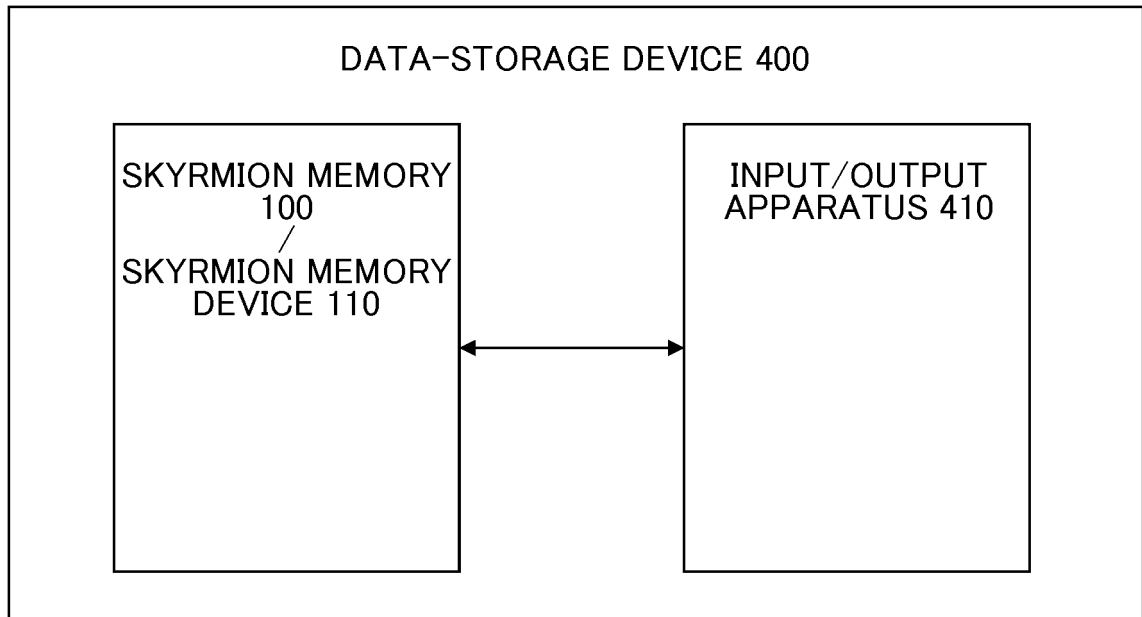 DATA-STORAGE DEVICE 400
SKYRMION MEMORY
100
/
SKYRMION MEMORY
DEVICE 110
INPUT/OUTPUT
APPARATUS 410